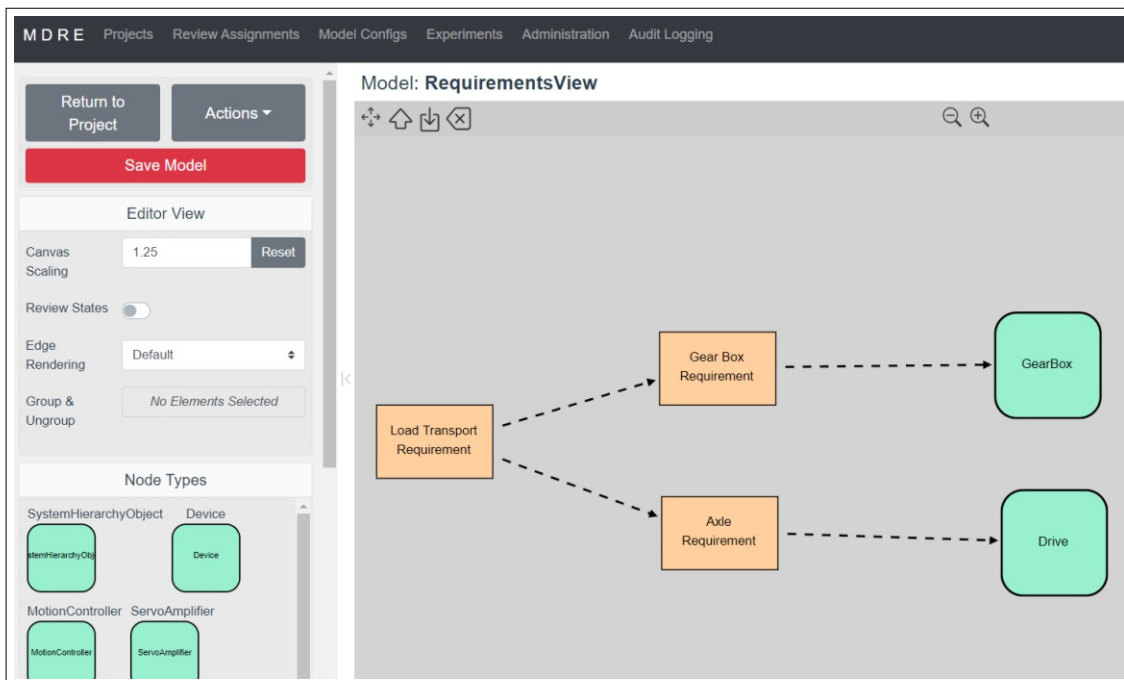 MDRE Projects Review Assignments Model Configs Experiments Administration Audit Logging
Return to
Project
Actions
Save Model
Editor View
Canvas
Scaling
1.25
Reset
Review States
Edge
Rendering
Default
Group &
Ungroup
No Elements Selected
Node Types
SystemHierarchyObject Device
stemHierarchyObj
Device
MotionController ServoAmplifier
MotionController
ServoAmplifier
Model: RequirementsView
Load Transport
Requirement
Gear Box
Requirement
GearBox
Axle
Requirement
Drive